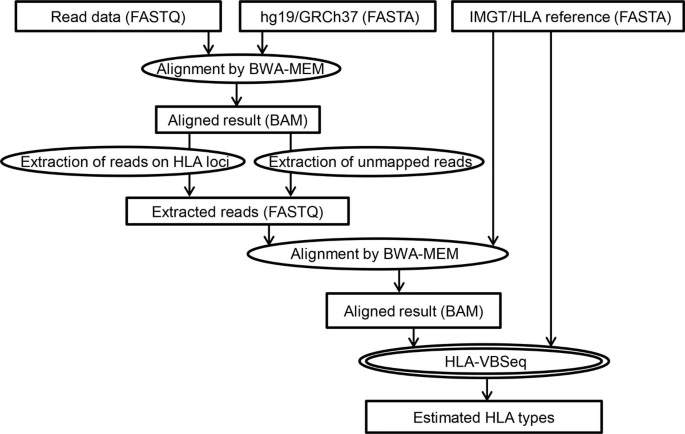 Read data (FASTQ)
hg19/GRCh37 (FASTA)
IMGT/HLA reference (FASTA)
Alignment by BWA-MEM
Aligned result (BAM)
Extraction of reads on HLA loci
Extraction of unmapped reads
Extracted reads (FASTQ)
Alignment by BWA-MEM
Aligned result (BAM)
HLA-VBSeq
Estimated HLA types